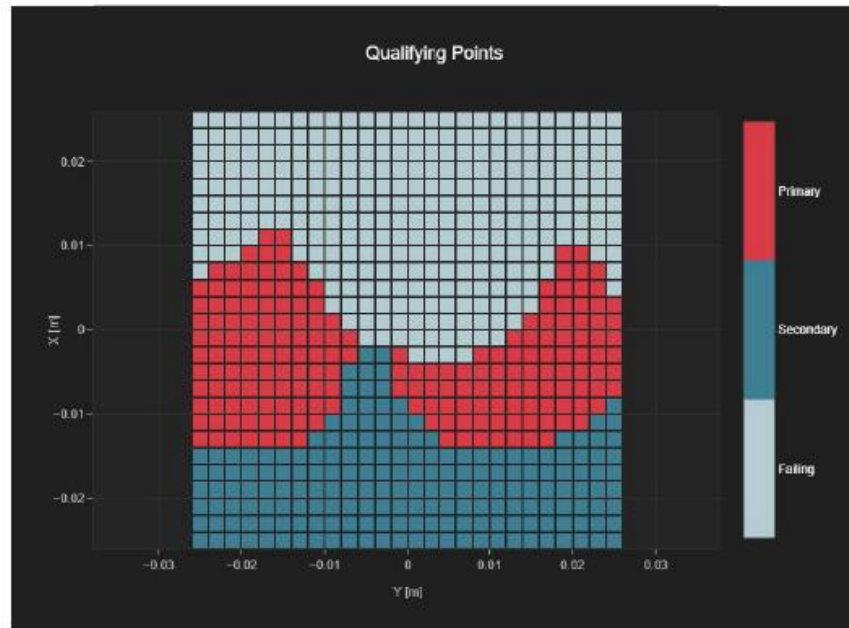 Qualifying Points
0.02
0.01
0
−0.01
−0.02
X [m]
−0.03
−0.02
−0.01
0
0.01
0.02
0.03
Y [m]
Primary
Secondary
Failing